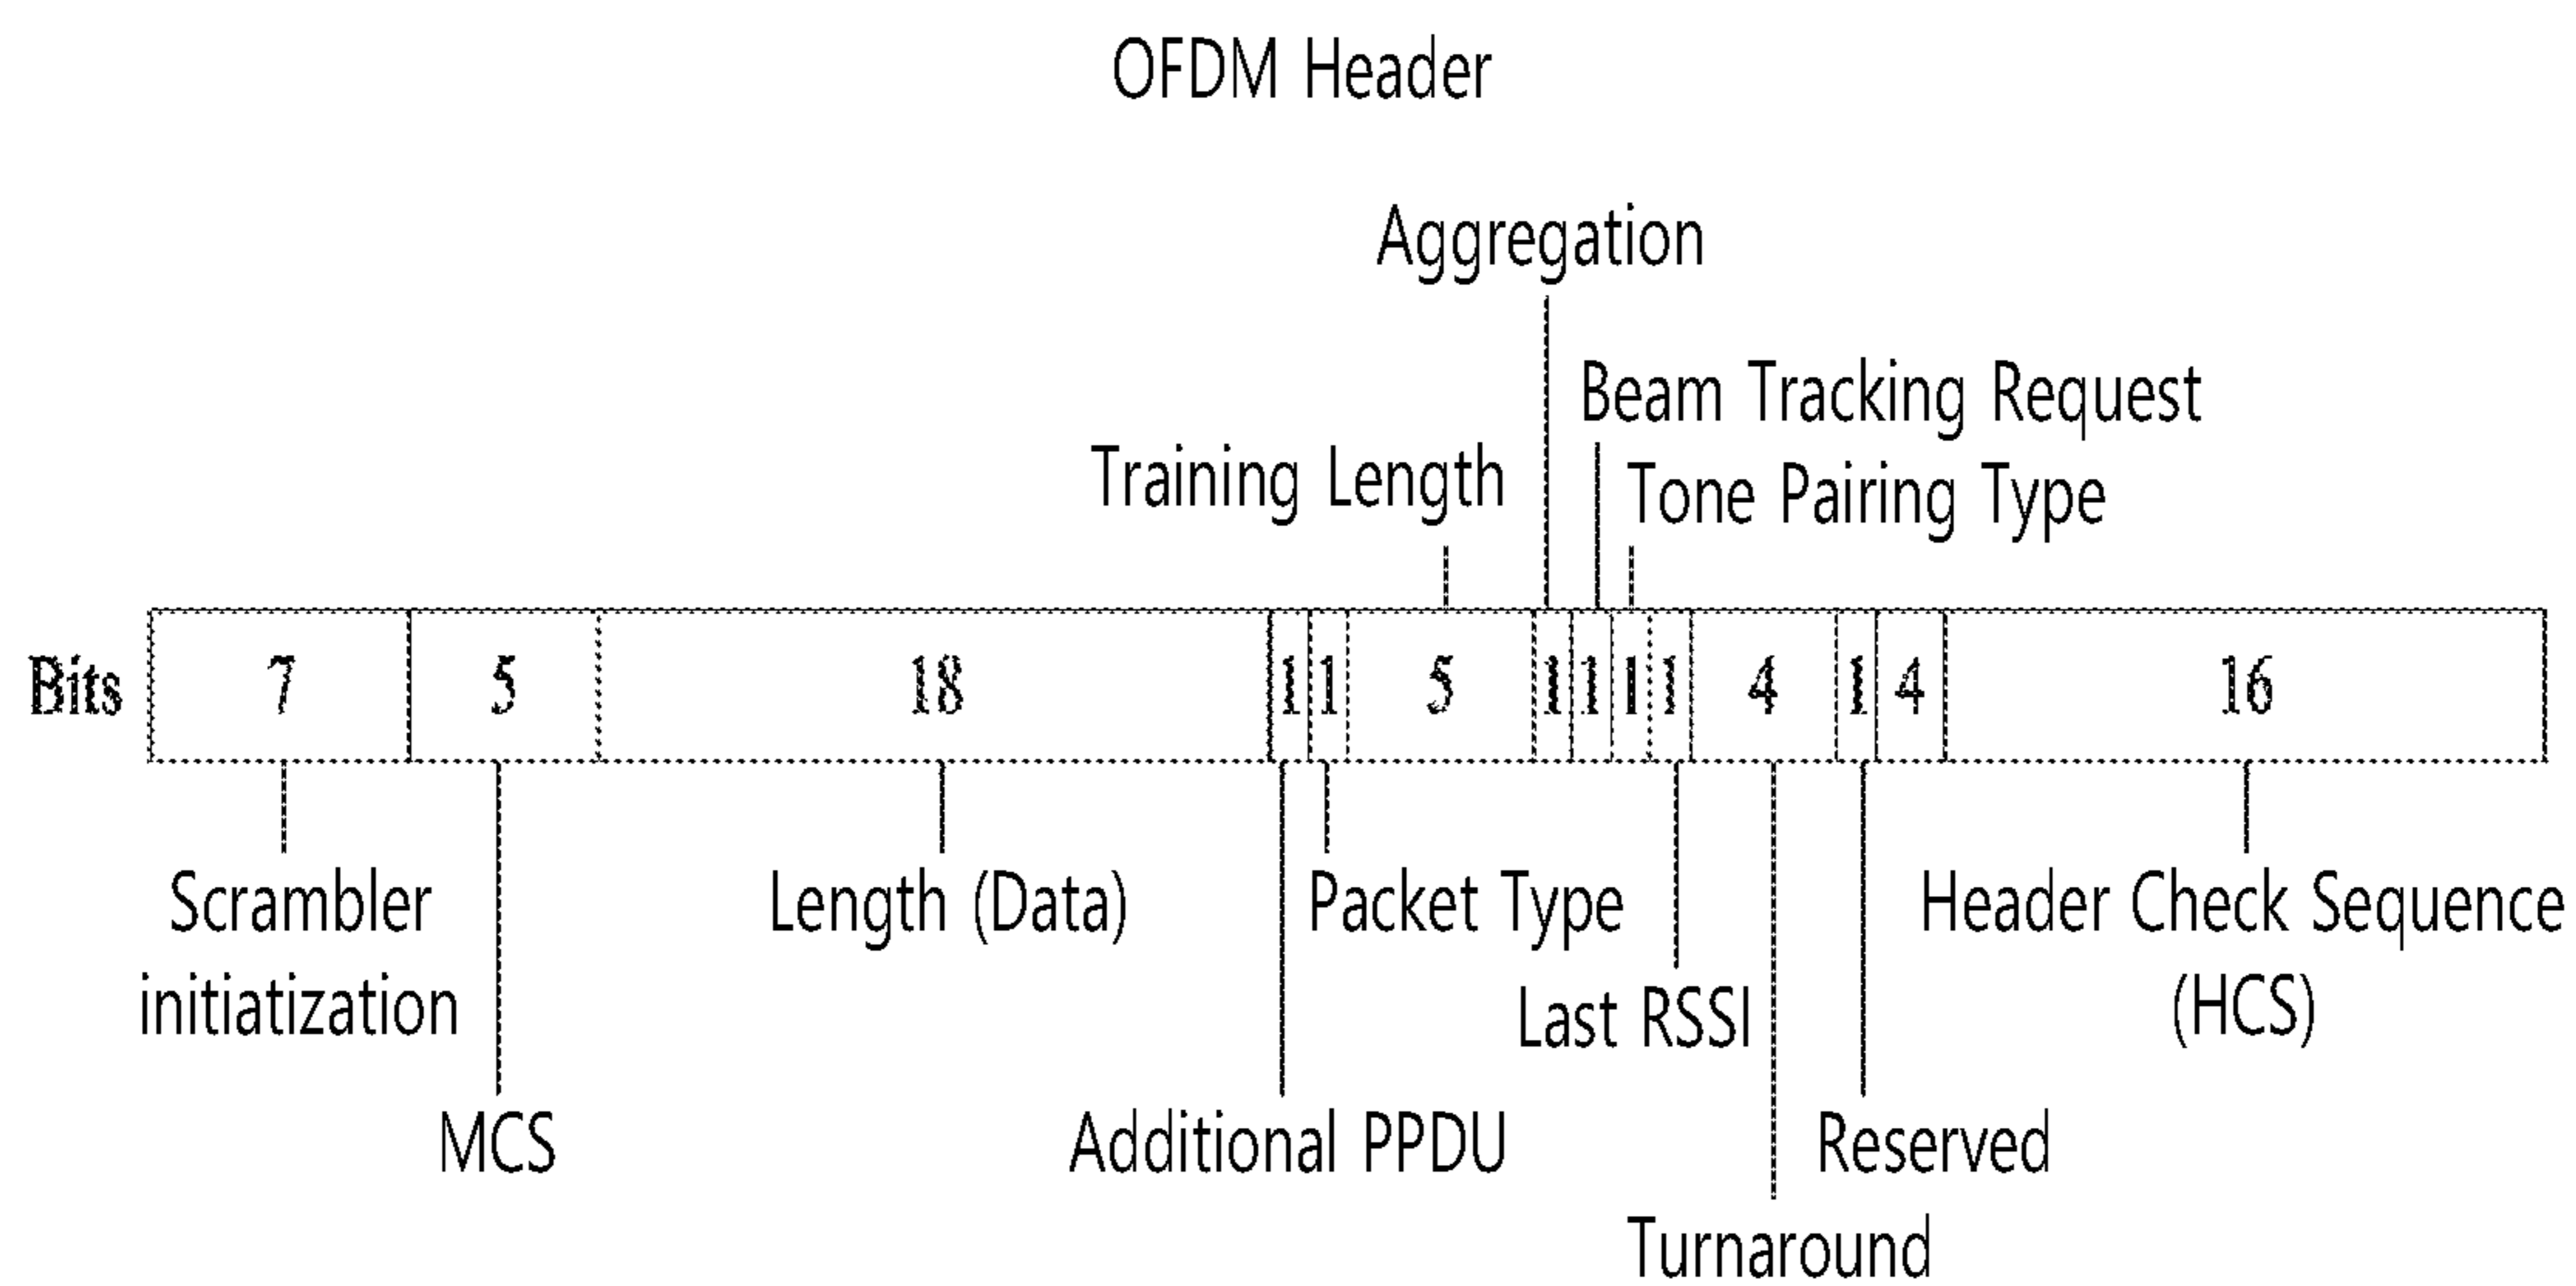 OFDM Header
Aggregation
Beam Tracking Request
Training Length
Tone Pairing Type
Bits 7 5 18 1 1 5 1 1 1 1 4 1 4 16
Scrambler
initiatization
Length (Data)
Packet Type
Header Check Sequence
(HCS)
Last RSSI
MCS
Additional PPDU
Reserved
Turnaround